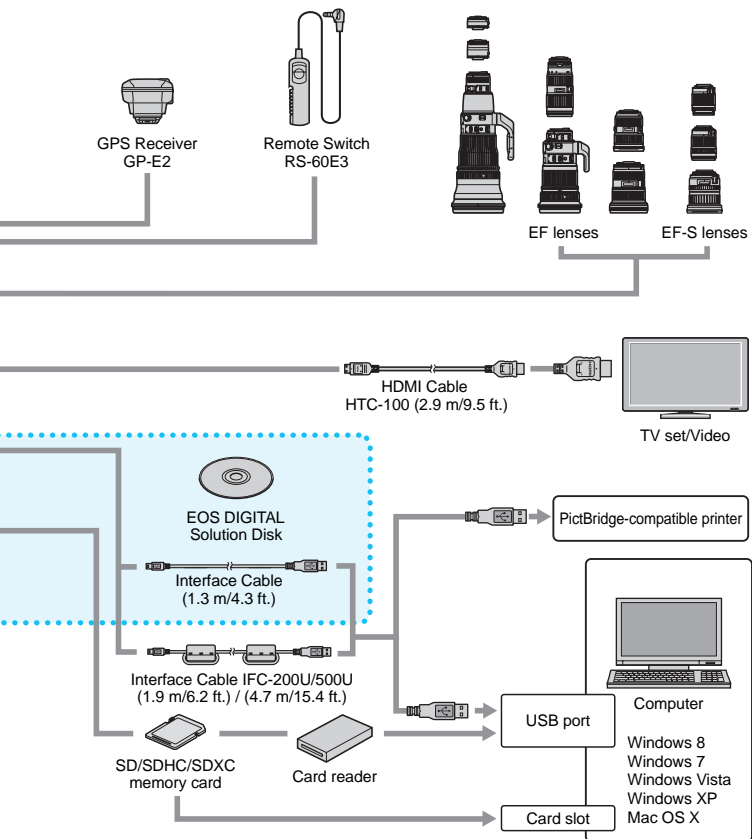 GPS Receiver
GP-E2
Remote Switch
RS-60E3
EF lenses
EF-S lenses
HDMI Cable
HTC-100 (2.9 m/9.5 ft.)
TV set/Video
EOS DIGITAL
Solution Disk
PictBridge-compatible printer
Interface Cable
(1.3 m/4.3 ft.)
Interface Cable IFC-200U/500U
(1.9 m/6.2 ft.) / (4.7 m/15.4 ft.)
USB port
Computer
Windows 8
Windows 7
Windows Vista
Windows XP
Mac OS X
SD/SDHC/SDXC
memory card
Card reader
Card slot